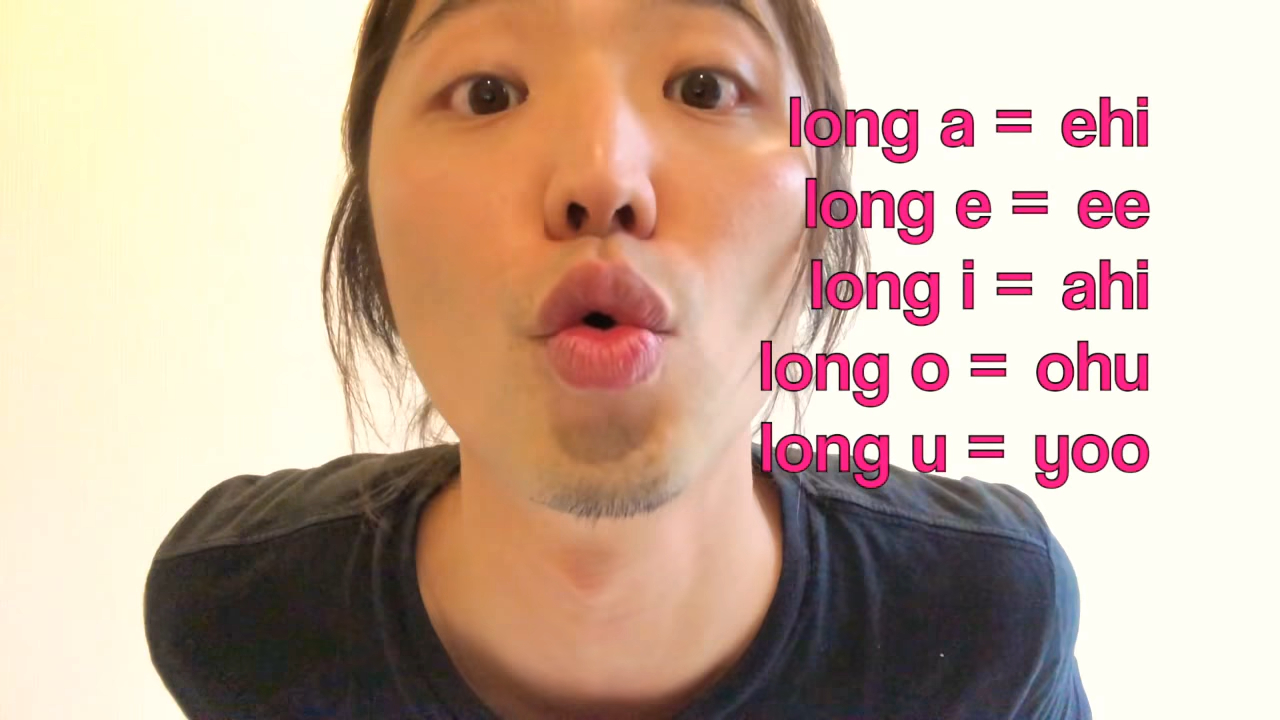 long a = ehi
long e = ee
long i = ahi
long o = ohu
long u = yoo